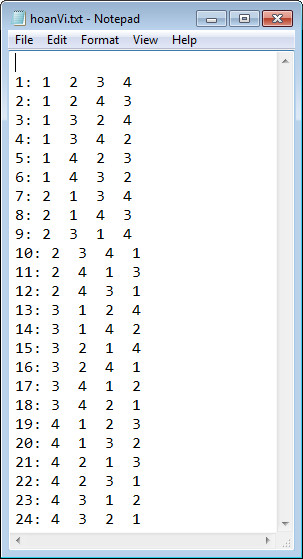 hoanVi.txt - Notepad
File Edit Format View Help
1: 1 2 3 4
2: 1 2 4 3
3: 1 3 2 4
4: 1 3 4 2
5: 1 4 2 3
6: 1 4 3 2
7: 2 1 3 4
8: 2 1 4 3
9: 2 3 1 4
10: 2 3 4 1
11: 2 4 1 3
12: 2 4 3 1
13: 3 1 2 4
14: 3 1 4 2
15: 3 2 1 4
16: 3 2 4 1
17: 3 4 1 2
18: 3 4 2 1
19: 4 1 2 3
20: 4 1 3 2
21: 4 2 1 3
22: 4 2 3 1
23: 4 3 1 2
24: 4 3 2 1